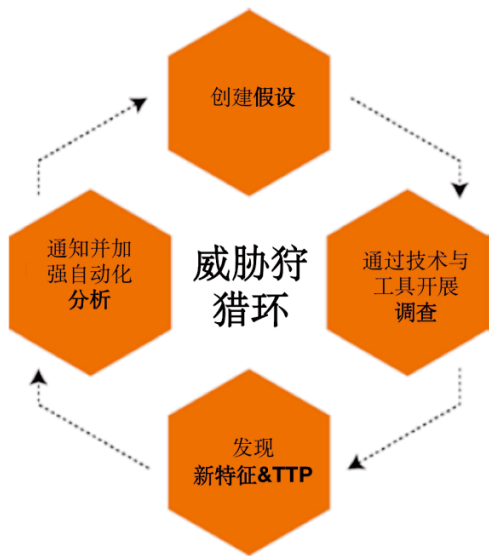 创建假设
通知并加
强自动化
分析
威胁狩
猎环
通过技术与
工具开展
调查
发现
新特征&TTP